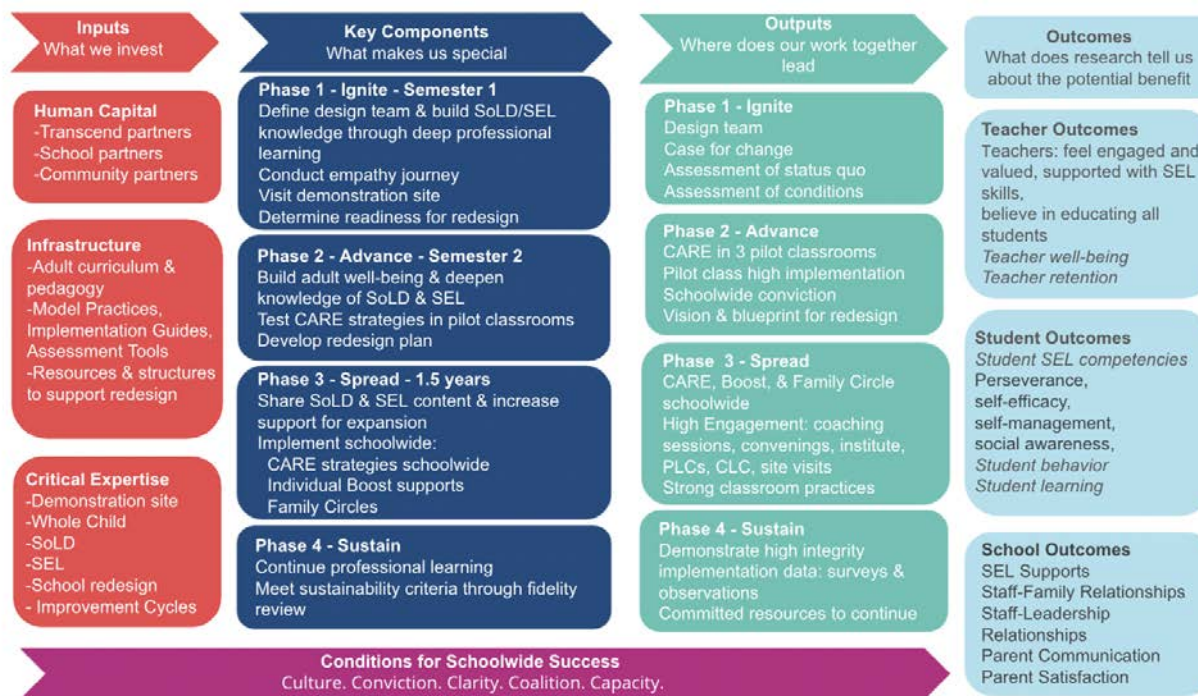 Inputs
What we invest
Human Capital
-Transcend partners
-School partners
-Community partners
Infrastructure
-Adult curriculum &
pedagogy
-Model Practices,
Implementation Guides,
Assessment Tools
-Resources & structures
to support redesign
Critical Expertise
-Demonstration site
-Whole Child
-SoLD
-SEL
-School redesign
- Improvement Cycles
Key Components
What makes us special
Phase 1 - Ignite - Semester 1
Define design team & build SoLD/SEL
knowledge through deep professional
learning
Conduct empathy journey
Visit demonstration site
Determine readiness for redesign
Phase 2 - Advance - Semester 2
Build adult well-being & deepen
knowledge of SoLD & SEL
Test CARE strategies in pilot classrooms
Develop redesign plan
Phase 3 - Spread - 1.5 years
Share SoLD & SEL content & increase
support for expansion
Implement schoolwide:
CARE strategies schoolwide
Individual Boost supports
Family Circles
Phase 4 - Sustain
Continue professional learning
Meet sustainability criteria through fidelity
review
Outputs
Where does our work together
lead
Phase 1 - Ignite
Design team
Case for change
Assessment of status quo
Assessment of conditions
Phase 2 - Advance
CARE in 3 pilot classrooms
Pilot class high implementation
Schoolwide conviction
Vision & blueprint for redesign
Phase 3 - Spread
CARE, Boost, & Family Circle
schoolwide
High Engagement: coaching
sessions, convenings, institute,
PLCs, CLC, site visits
Strong classroom practices
Phase 4 - Sustain
Demonstrate high integrity
implementation data: surveys &
observations
Committed resources to continue
Outcomes
What does research tell us
about the potential benefit
Teacher Outcomes
Teachers: feel engaged and
valued, supported with SEL
skills,
believe in educating all
students
Teacher well-being
Teacher retention
Student Outcomes
Student SEL competencies
Perseverance,
self-efficacy,
self-management,
social awareness,
Student behavior
Student learning
School Outcomes
SEL Supports
Staff-Family Relationships
Staff-Leadership
Relationships
Parent Communication
Parent Satisfaction
Conditions for Schoolwide Success
Culture. Conviction. Clarity. Coalition. Capacity.